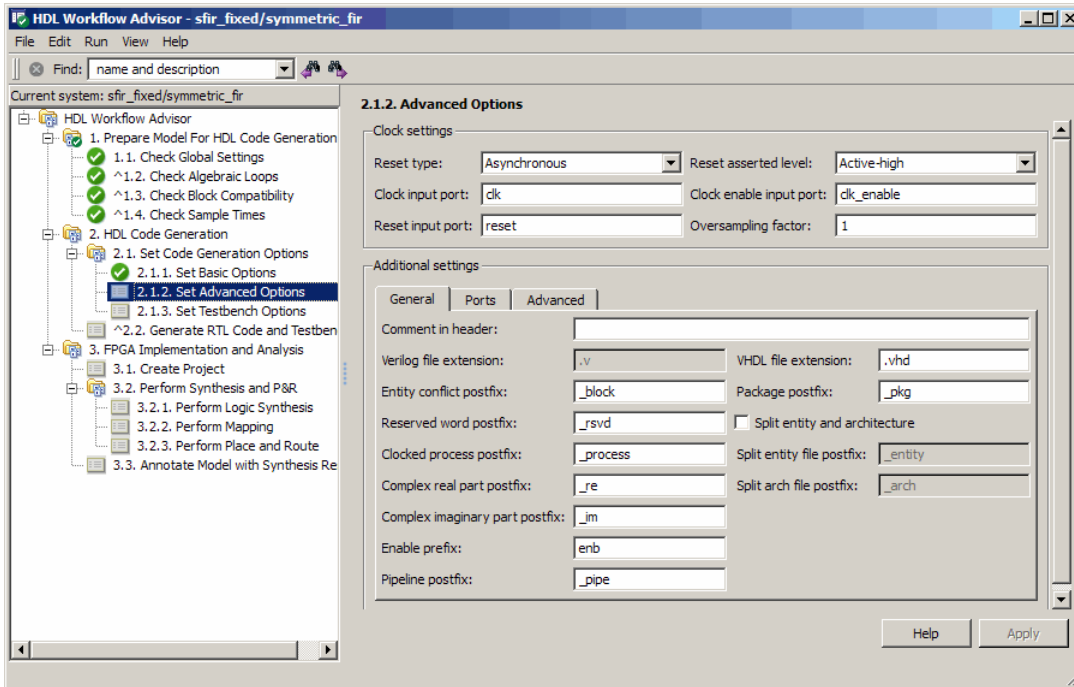 HDL Workflow Advisor - sfir_fixed/symmetric_fir
File Edit Run View Help
Find: name and description
Current system: sfir_fixed/symmetric_fir
HDL Workflow Advisor
1. Prepare Model For HDL Code Generation
1.1. Check Global Settings
^1.2. Check Algebraic Loops
^1.3. Check Block Compatibility
^1.4. Check Sample Times
2. HDL Code Generation
2.1. Set Code Generation Options
2.1.1. Set Basic Options
2.1.2. Set Advanced Options
2.1.3. Set Testbench Options
^2.2. Generate RTL Code and Testben
3. FPGA Implementation and Analysis
3.1. Create Project
3.2. Perform Synthesis and P&R
3.2.1. Perform Logic Synthesis
3.2.2. Perform Mapping
3.2.3. Perform Place and Route
3.3. Annotate Model with Synthesis Re
2.1.2. Advanced Options
Clock settings
Reset type: Asynchronous Reset asserted level: Active-high
Clock input port: clk Clock enable input port: clk_enable
Reset input port: reset Oversampling factor: 1
Additional settings
General Ports Advanced
Comment in header:
Verilog file extension: .v VHDL file extension: .vhd
Entity conflict postfix: _block Package postfix: _pkg
Reserved word postfix: _rsvd Split entity and architecture
Clocked process postfix: _process Split entity file postfix: _entity
Complex real part postfix: _re Split arch file postfix: _arch
Complex imaginary part postfix: _im
Enable prefix: enb
Pipeline postfix: _pipe
Help Apply